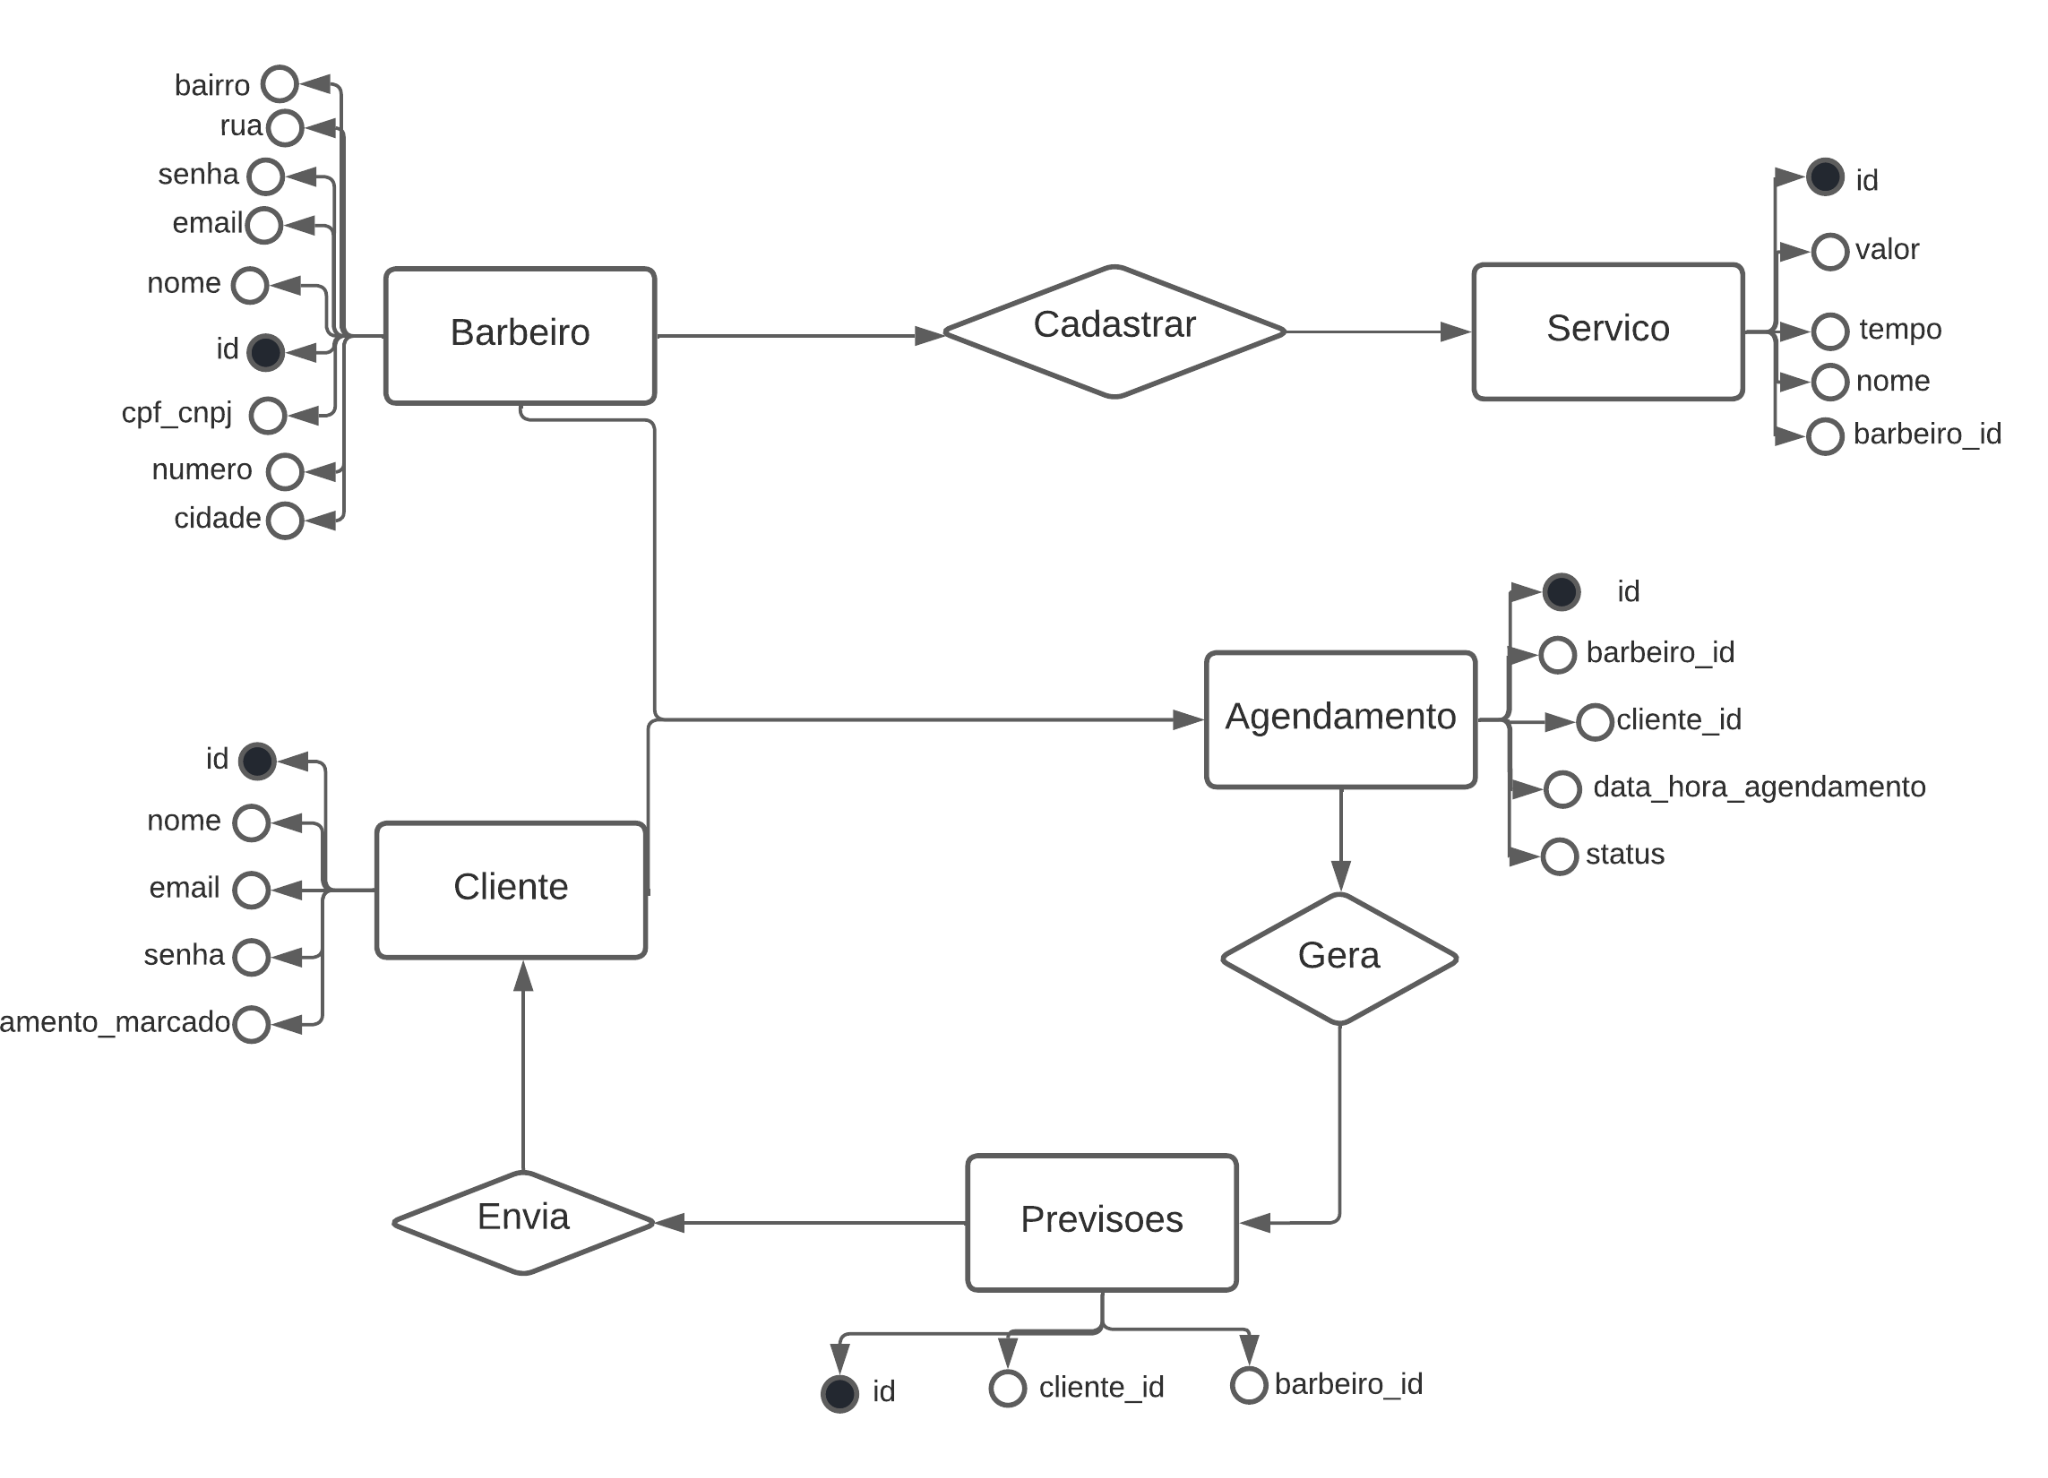 bairro
rua
senha
email
nome
id
cpf_cnpj
numero
cidade
Barbeiro
Cadastrar
Servico
id
valor
tempo
nome
barbeiro_id
Agendamento
id
barbeiro_id
cliente_id
data_hora_agendamento
status
id
nome
email
senha
amento_marcado
Cliente
Gera
Envia
Previsoes
id
cliente_id
barbeiro_id